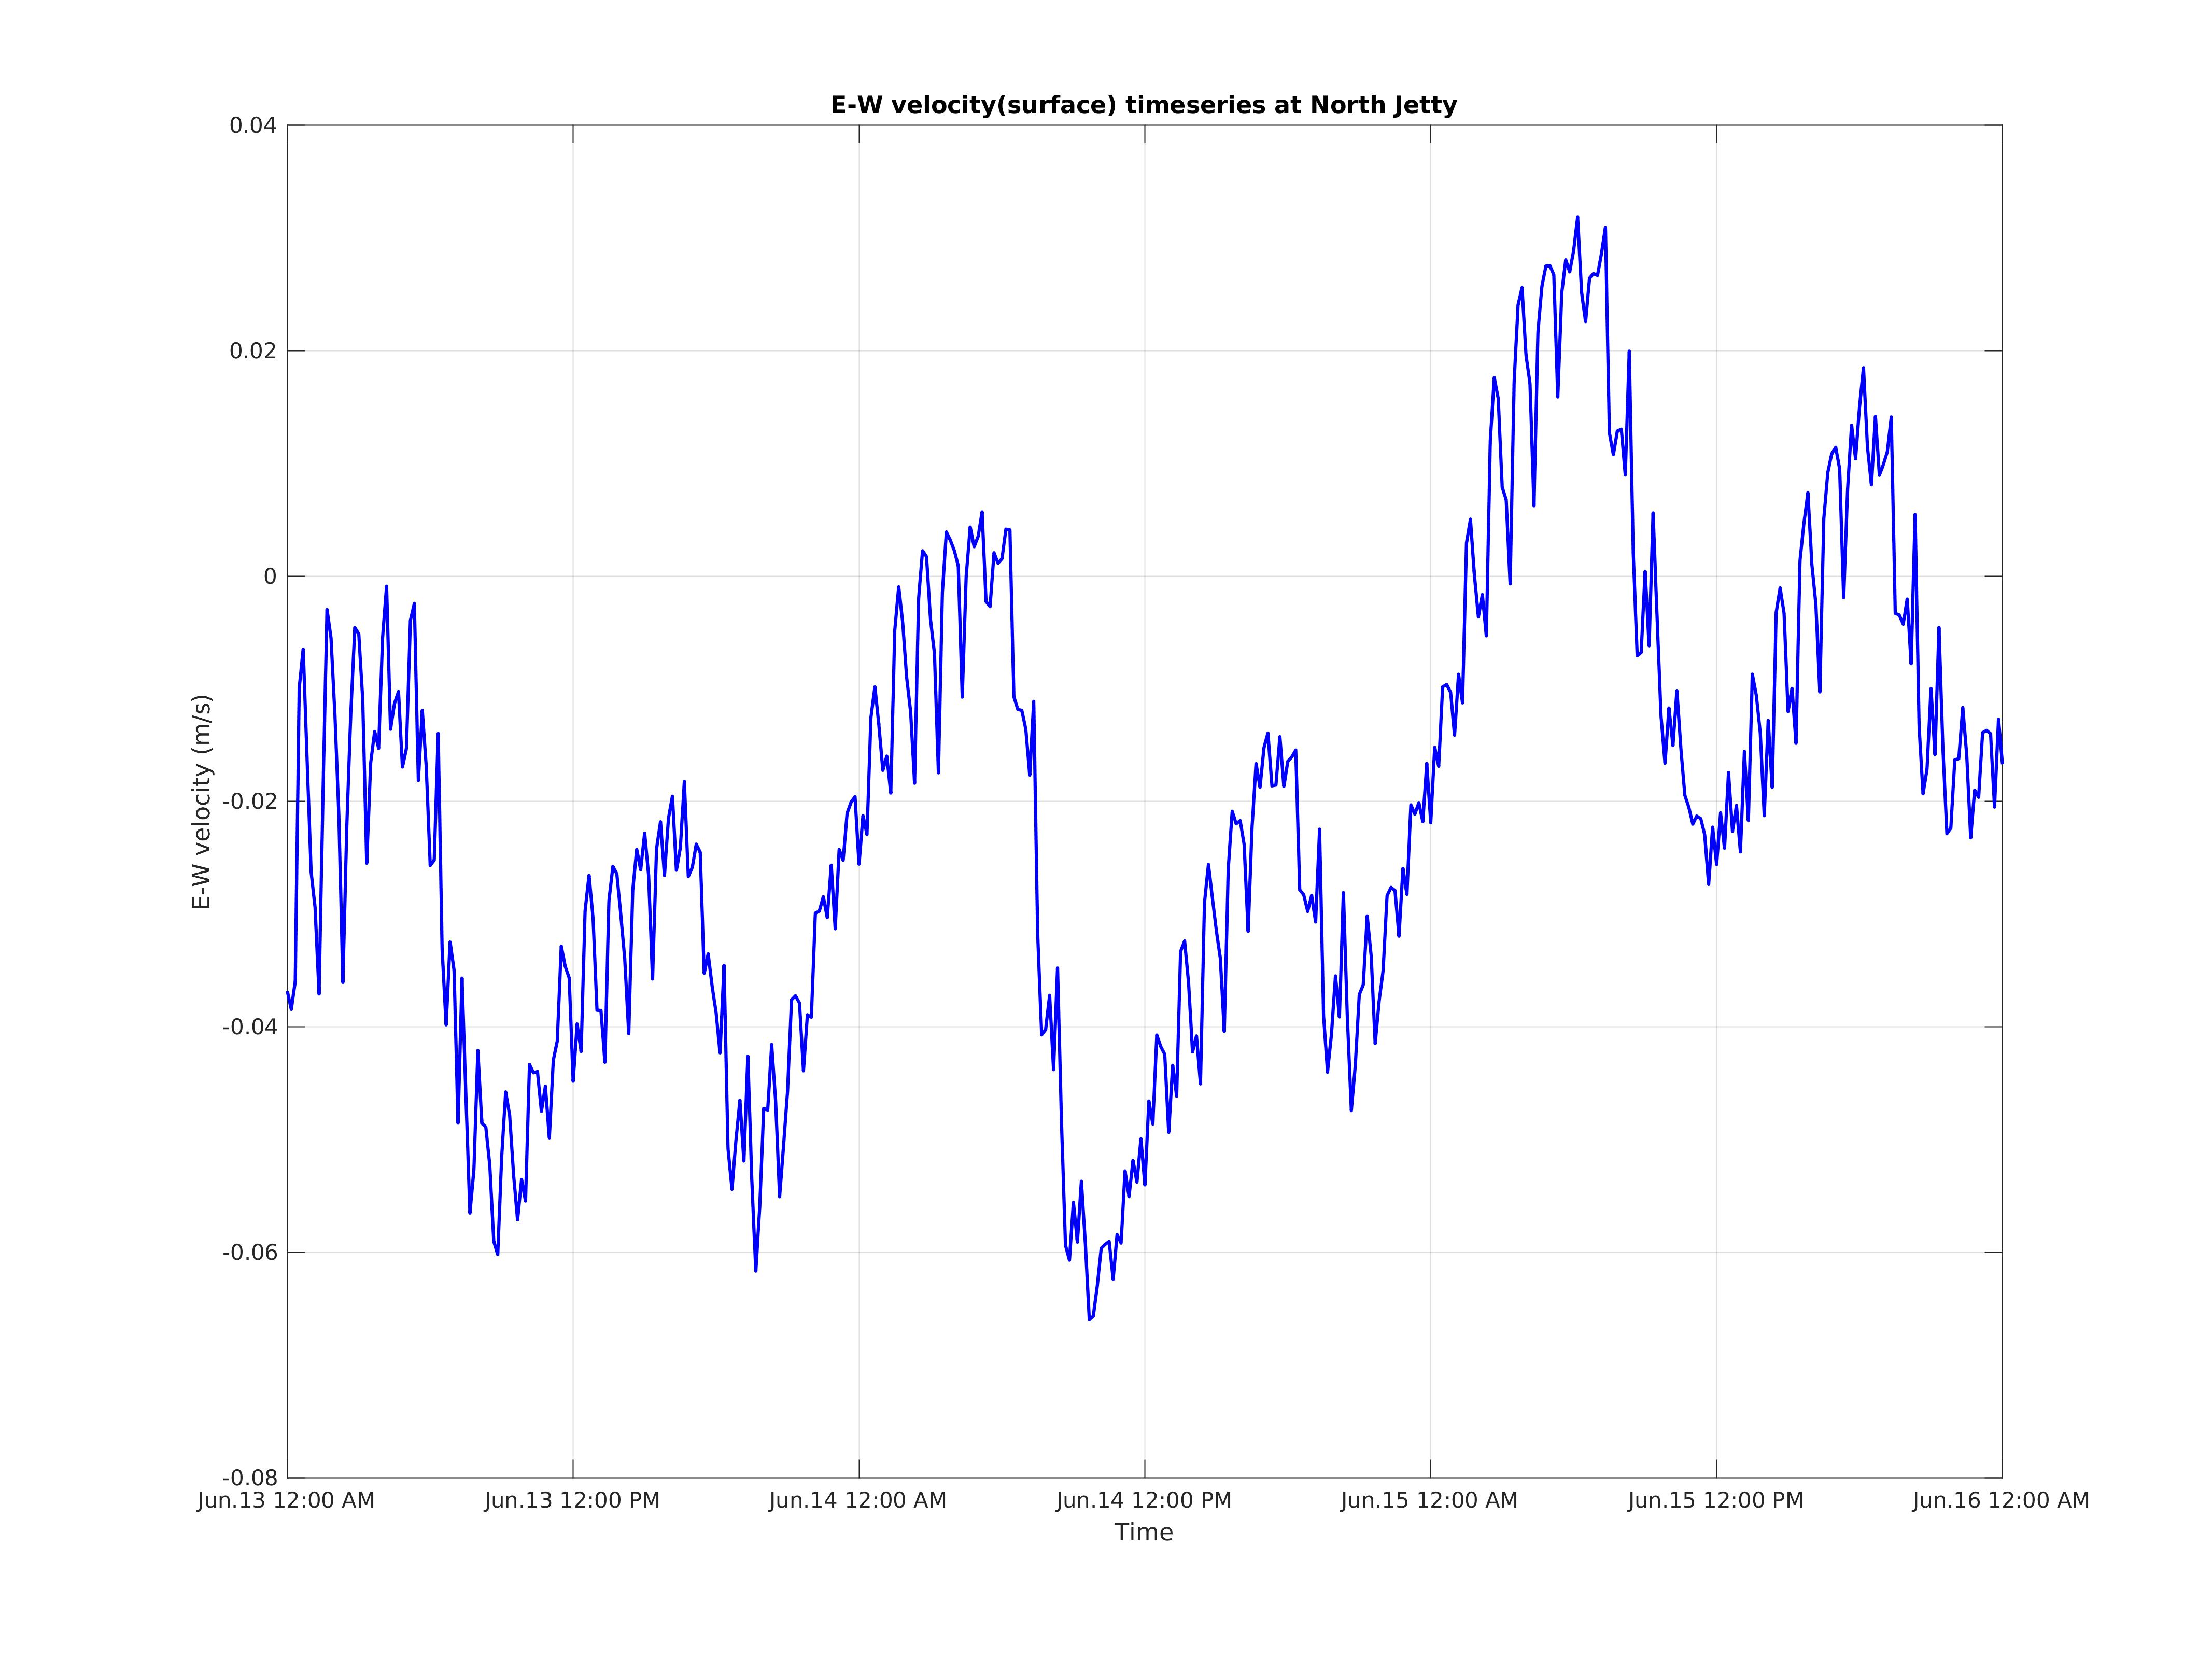 E-W velocity(surface) timeseries at North Jetty
0.04
0.02
0
-0.02
-0.04
-0.06
-0.08
E-W velocity (m/s)
Jun.13 12:00 AM
Jun.13 12:00 PM
Jun.14 12:00 AM
Jun.14 12:00 PM
Jun.15 12:00 AM
Jun.15 12:00 PM
Jun.16 12:00 AM
Time